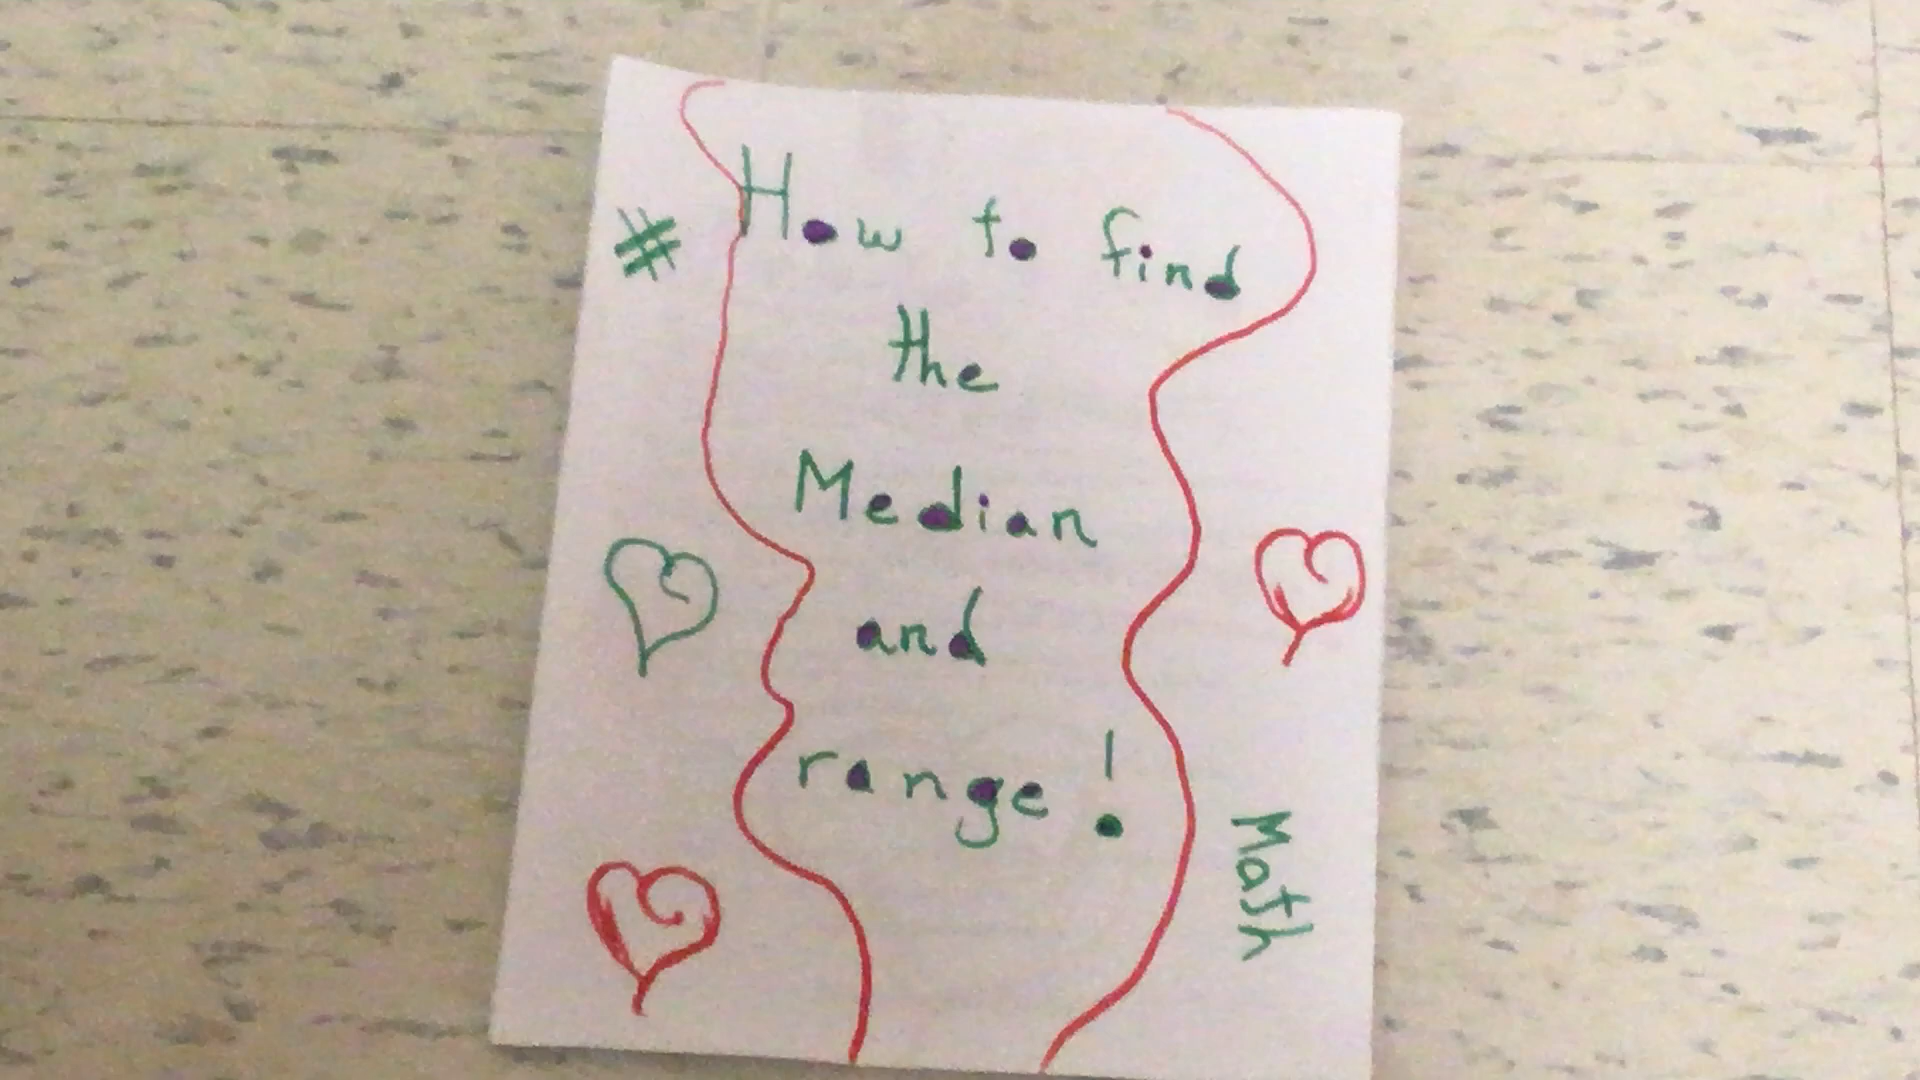 # How to find
the
Median
and
range!
Math